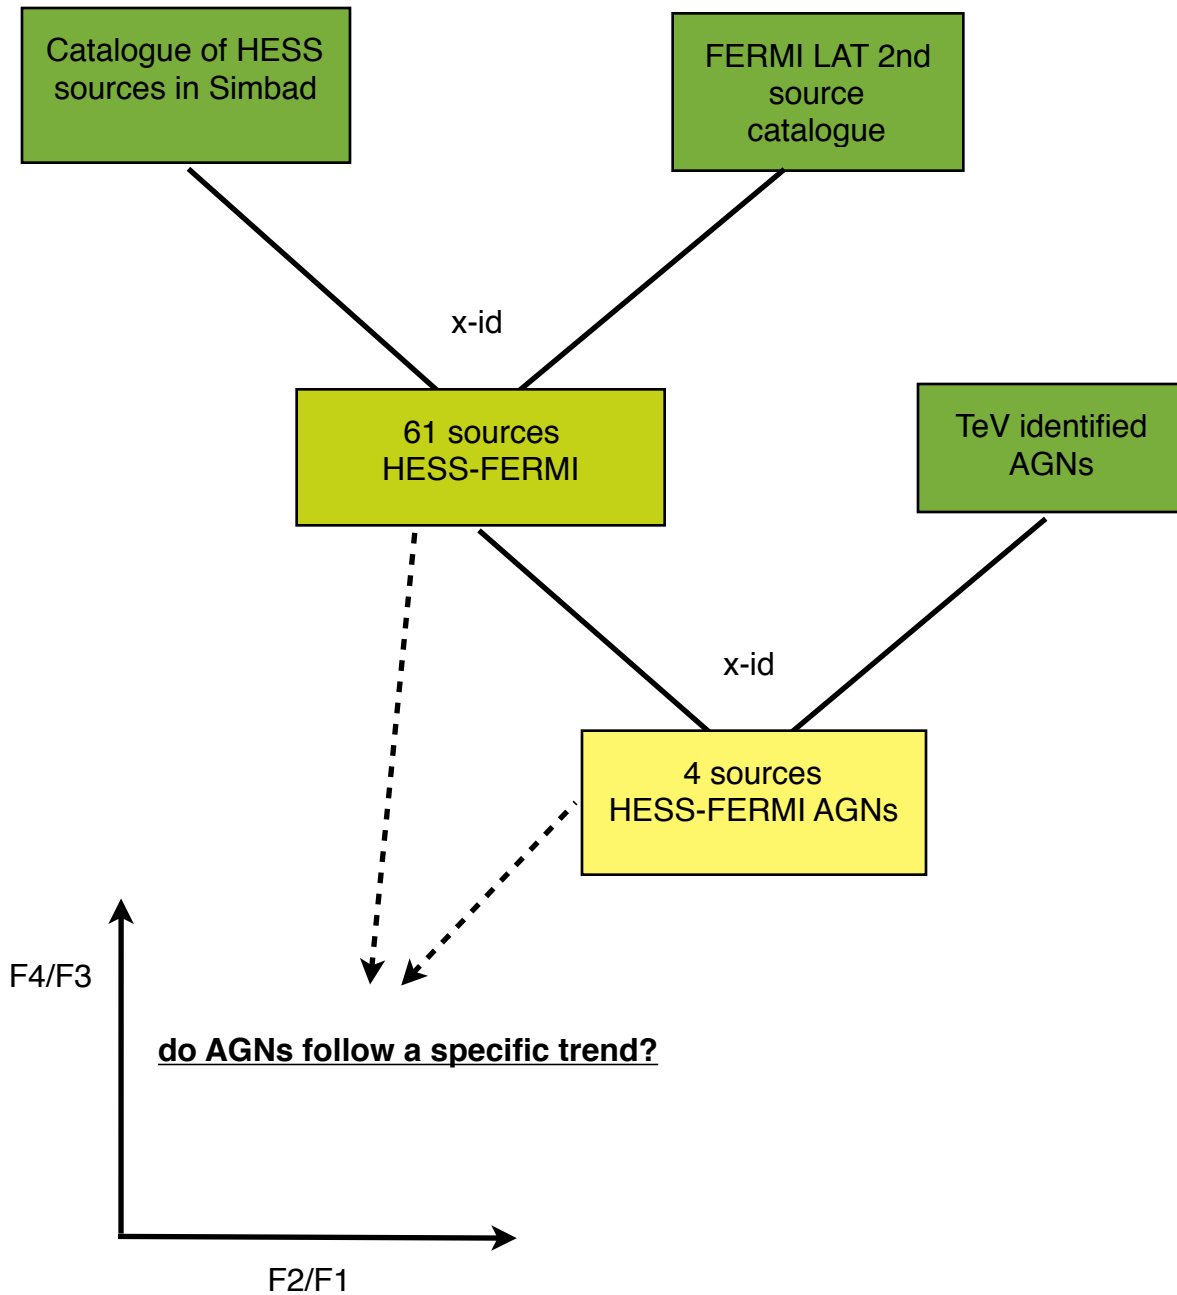 Catalogue of HESS
sources in Simbad
FERMI LAT 2nd
source
catalogue
x-id
61 sources
HESS-FERMI
TeV identified
AGNs
x-id
4 sources
HESS-FERMI AGNs
F4/F3
do AGNs follow a specific trend?
F2/F1